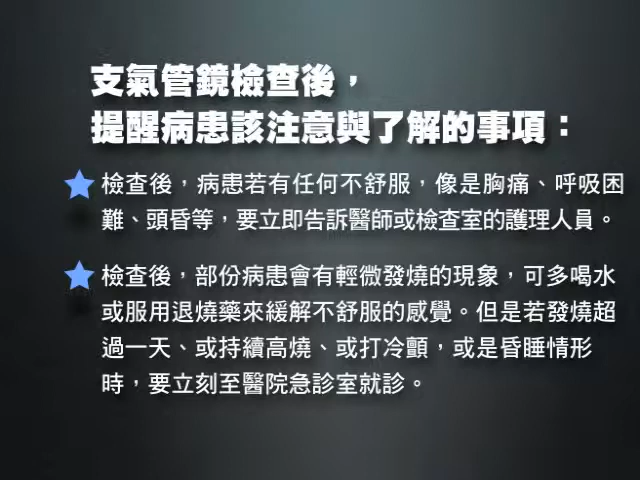 支氣管鏡檢查後，
提醒病患該注意與了解的事項：
檢查後，病患若有任何不舒服，像是胸痛、呼吸困
難、頭昏等，要立即告訴醫師或檢查室的護理人員。
檢查後，部份病患會有輕微發燒的現象，可多喝水
或服用退燒藥來緩解不舒服的感覺。但是若發燒超
過一天、或持續高燒、或打冷顫，或是昏睡情形
時，要立刻至醫院急診室就診。